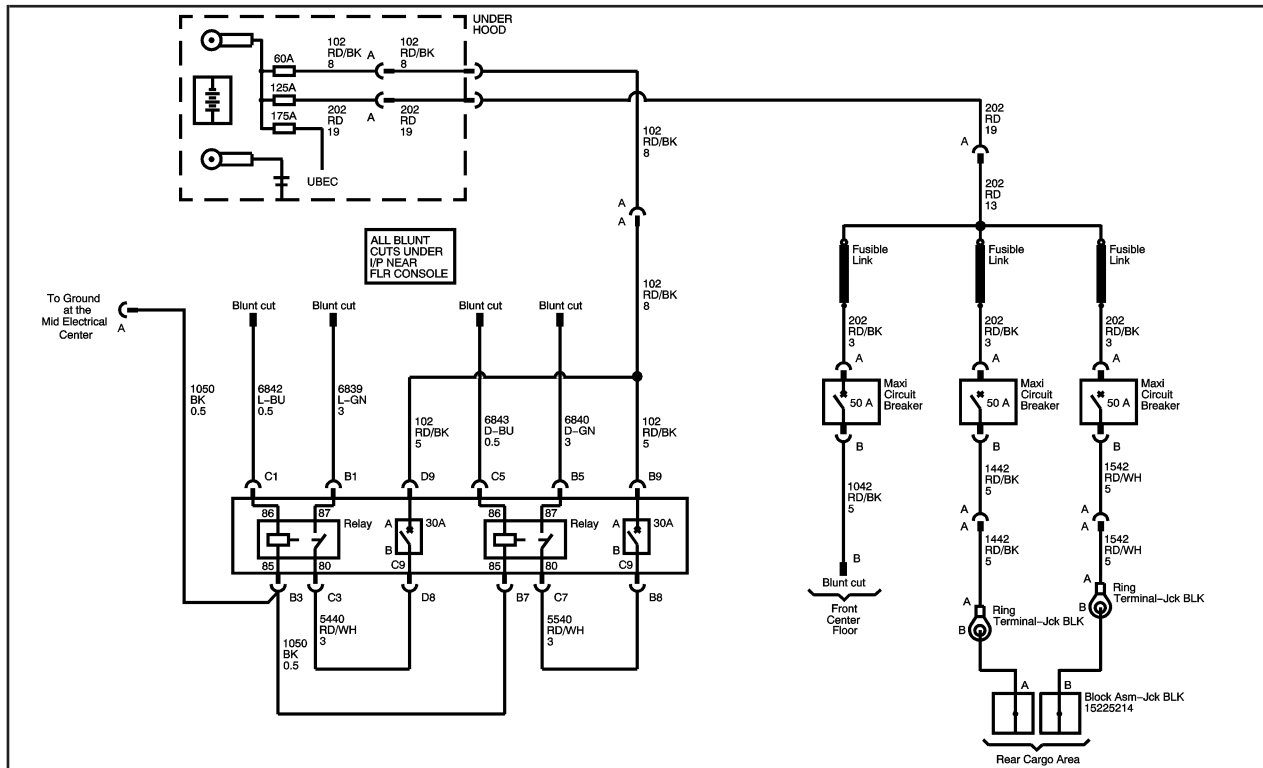 UNDER
HOOD
60A
102
RD/BK
8
A
102
RD/BK
8
125A
202
RD
19
A
202
RD
19
175A
UBEC
102
RD/BK
8
202
RD
19
A
202
RD
13
A
A
ALL BLUNT
CUTS UNDER
I/P NEAR
FLR CONSOLE
102
RD/BK
8
Fusible
Link
Fusible
Link
Fusible
Link
To Ground
at the
Mid Electrical
Center
A
Blunt cut
Blunt cut
Blunt cut
Blunt cut
202
RD/BK
3
202
RD/BK
3
202
RD/BK
3
A
A
A
1050
BK
0.5
6842
L-BU
0.5
6839
L-GN
3
102
RD/BK
5
6843
D-BU
0.5
6840
D-GN
3
102
RD/BK
5
50 A
Maxi
Circuit
Breaker
50 A
Maxi
Circuit
Breaker
50 A
Maxi
Circuit
Breaker
B
B
B
C1
B1
D9
C5
B5
B9
1042
RD/BK
5
1442
RD/BK
5
1542
RD/WH
5
86
87
Relay
A
30A
B
85
80
C9
86
87
Relay
A
30A
B
85
80
C9
A
A
A
A
1442
RD/BK
5
1542
RD/WH
5
B3
C3
D8
B7
C7
B8
B
Blunt cut
Front
Center
Floor
5440
RD/WH
3
5540
RD/WH
3
1050
BK
0.5
A
B
Ring
Terminal-Jck BLK
A
B
Ring
Terminal-Jck BLK
A
B
Block Asm-Jck BLK
15225214
Rear Cargo Area